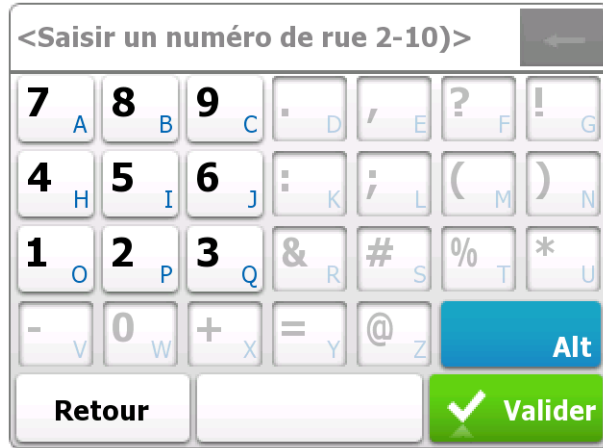 <Saisir un numéro de rue 2-10)>
7 A 8 B 9 C . D , E ? F ! G
4 H 5 I 6 J : K ; L ( M ) N
1 O 2 P 3 Q & R # S % T * U
- V 0 W + X = Y @ Z Alt
Retour Valider